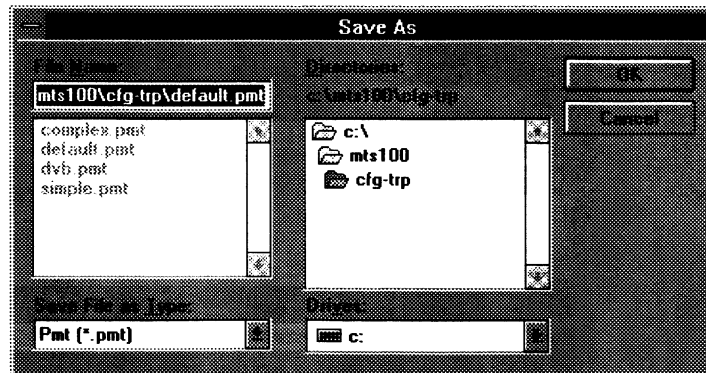 Save As
File Name:
mts100\cfg-trp\default.pmt
complex.pmt
default.pmt
dvb.pmt
simple.pmt
Save File as Type:
Pmt (*.pmt)
Directories:
c:\mts100\cfg-trp
c:\
mts100
cfg-trp
Drives:
c:
OK
Cancel